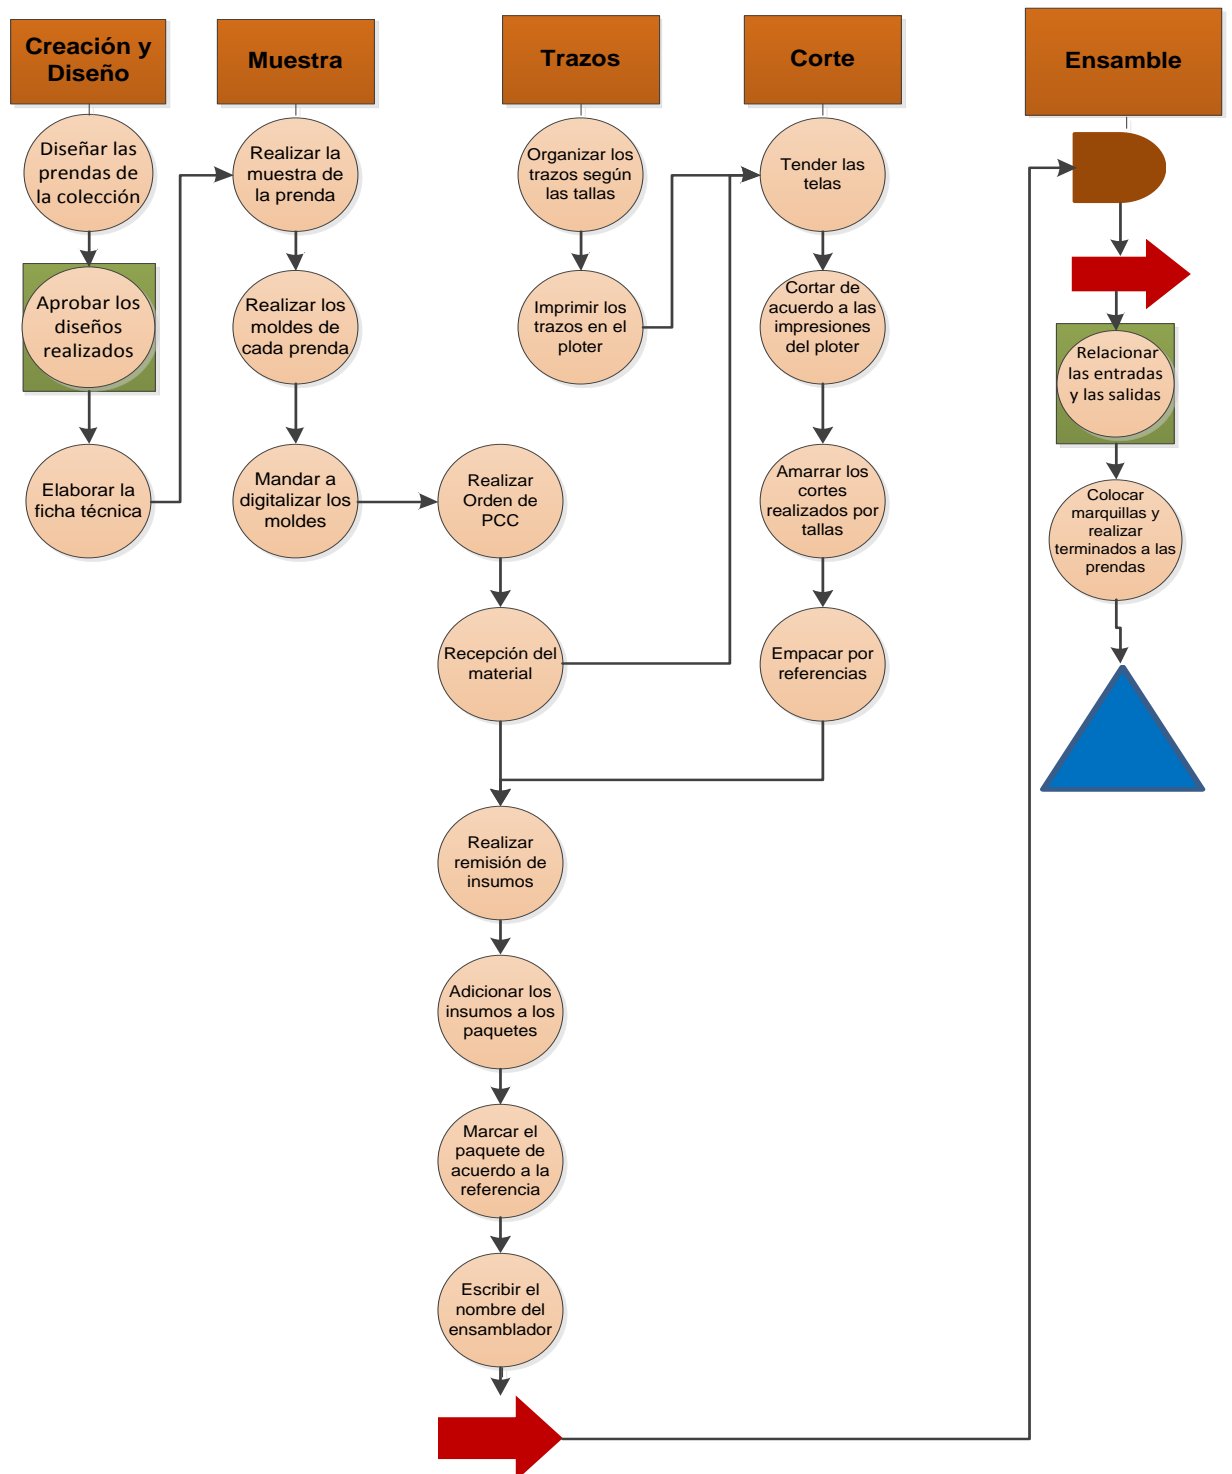 Creación y
Diseño
Muestra
Trazos
Corte
Ensamble
Diseñar las
prendas de
la colección
Aprobar los
diseños
realizados
Elaborar la
ficha técnica
Realizar la
muestra de
la prenda
Realizar los
moldes de
cada prenda
Mandar a
digitalizar los
moldes
Realizar
Orden de
PCC
Recepción del
material
Organizar los
trazos según
las tallas
Imprimir los
trazos en el
ploter
Tender las
telas
Cortar de
acuerdo a las
impresiones
del ploter
Amarrar los
cortes
realizados por
tallas
Empacar por
referencias
Realizar
remisión de
insumos
Adicionar los
insumos a los
paquetes
Marcar el
paquete de
acuerdo a la
referencia
Escribir el
nombre del
ensamblador
Relacionar
las entradas
y las salidas
Colocar
marquillas y
realizar
terminados a las
prendas